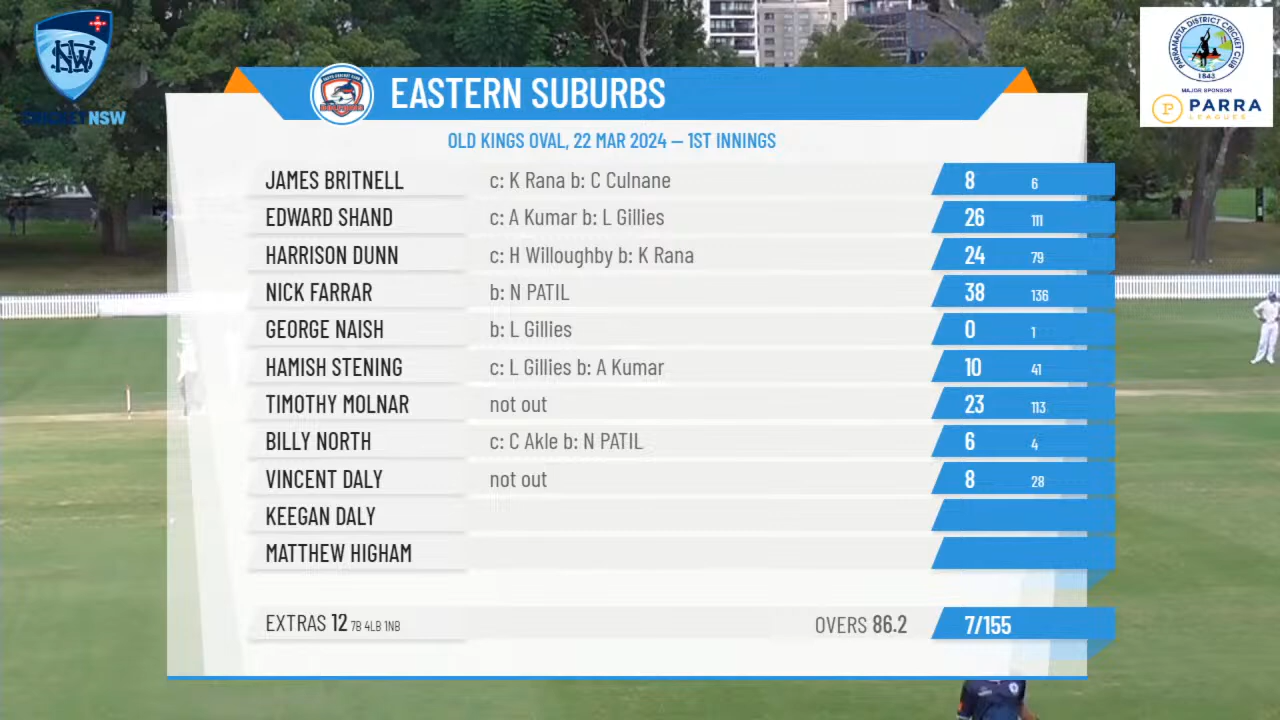 EASTERN SUBURBS
OLD KINGS OVAL, 22 MAR 2024 – 1ST INNINGS
JAMES BRITNELL c: K Rana b: C Culnane 8 6
EDWARD SHAND c: A Kumar b: L Gillies 26 111
HARRISON DUNN c: H Willoughby b: K Rana 24 79
NICK FARRAR b: N PATIL 38 136
GEORGE NAISH b: L Gillies 0 1
HAMISH STENING c: L Gillies b: A Kumar 10 41
TIMOTHY MOLNAR not out 23 113
BILLY NORTH c: C Akle b: N PATIL 6 4
VINCENT DALY not out 8 28
KEEGAN DALY
MATTHEW HIGHAM
EXTRAS 12 7B 4LB 1NB OVERS 86.2 7/155
NSW
CRICKET NSW
PARRAMATTA DISTRICT CRICKET CLUB
1843
MAJOR SPONSOR
P PARRA
LEAGUES